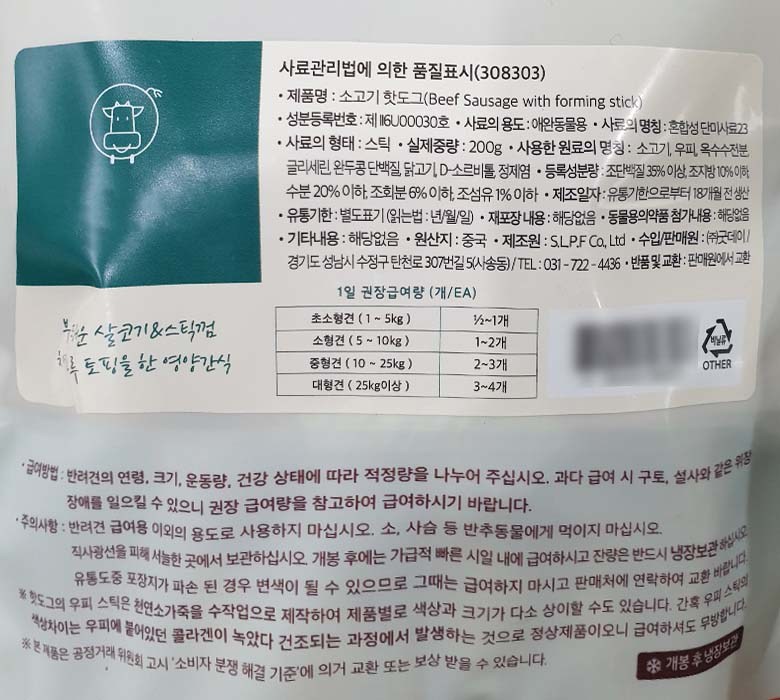 사료관리법에 의한 품질표시(308303)
• 제품명 : 소고기 핫도그(Beef Sausage with forming stick)
• 성분등록번호 : 제 II6U00030호 • 사료의 용도 : 애완동물용 • 사료의 명칭 : 혼합성 단미사료23
• 사료의 형태 : 스틱 • 실제중량 : 200g • 사용한 원료의 명칭 : 소고기, 우피, 옥수수전분,
글리세린, 완두콩 단백질, 닭고기, D-소르비톨, 정제염 • 등록성분량 : 조단백질 35% 이상, 조지방 10% 이하,
수분 20% 이하, 조회분 6% 이하, 조섬유 1% 이하 • 제조일자 : 유통기한으로부터 18개월 전 생산
• 유통기한 : 별도표기 (읽는법 : 년/월/일) • 재포장 내용 : 해당없음 • 동물용의약품 첨가내용 : 해당없음
• 기타내용 : 해당없음 • 원산지 : 중국 • 제조원 : S.L.P.F Co., Ltd • 수입/판매원 : ㈜굿데이 /
경기도 성남시 수정구 탄천로 307번길 5(사송동) / TEL : 031 - 722 - 4436 • 반품 및 교환 : 판매원에서 교환
1일 권장급여량 (개/EA)
초소형견 ( 1 ~ 5kg ) ½~1개
소형견 ( 5 ~ 10kg ) 1~2개
중형견 ( 10 ~ 25kg ) 2~3개
대형견 ( 25kg이상 ) 3~4개
살코기&스틱껌
토핑을 한 영양간식
비닐류
OTHER
• 급여방법 : 반려견의 연령, 크기, 운동량, 건강 상태에 따라 적정량을 나누어 주십시오. 과다 급여 시 구토, 설사와 같은 위장
장애를 일으킬 수 있으니 권장 급여량을 참고하여 급여하시기 바랍니다.
• 주의사항 : 반려견 급여용 이외의 용도로 사용하지 마십시오. 소, 사슴 등 반추동물에게 먹이지 마십시오.
직사광선을 피해 서늘한 곳에서 보관하십시오. 개봉 후에는 가급적 빠른 시일 내에 급여하시고 잔량은 반드시 냉장보관 하십시오.
유통도중 포장지가 파손 된 경우 변색이 될 수 있으므로 그때는 급여하지 마시고 판매처에 연락하여 교환 바랍니다.
※ 핫도그의 우피 스틱은 천연소가죽을 수작업으로 제작하여 제품별로 색상과 크기가 다소 상이할 수도 있습니다. 간혹 우피 스틱의
색상차이는 우피에 붙어있던 콜라겐이 녹았다 건조되는 과정에서 발생하는 것으로 정상제품이오니 급여하셔도 무방합니다.
※ 본 제품은 공정거래 위원회 고시 '소비자 분쟁 해결 기준'에 의거 교환 또는 보상 받을 수 있습니다.
개봉 후 냉장보관